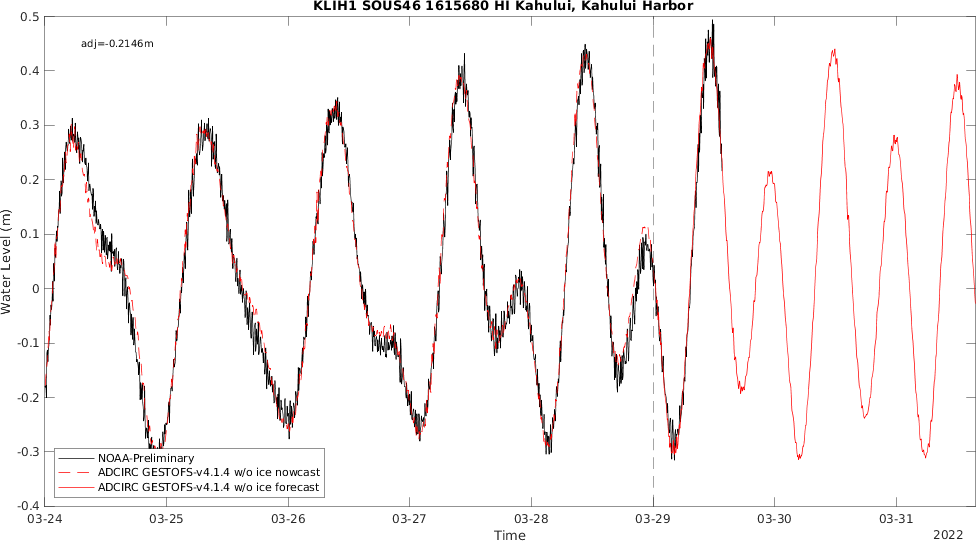 KLIH1 SOUS46 1615680 HI Kahului, Kahului Harbor
adj=-0.2146m
0.5
0.4
0.3
0.2
0.1
0
-0.1
-0.2
-0.3
-0.4
Water Level (m)
NOAA-Preliminary
ADCIRC GESTOFS-v4.1.4 w/o ice nowcast
ADCIRC GESTOFS-v4.1.4 w/o ice forecast
03-24 03-25 03-26 03-27 03-28 03-29 03-30 03-31
Time
2022